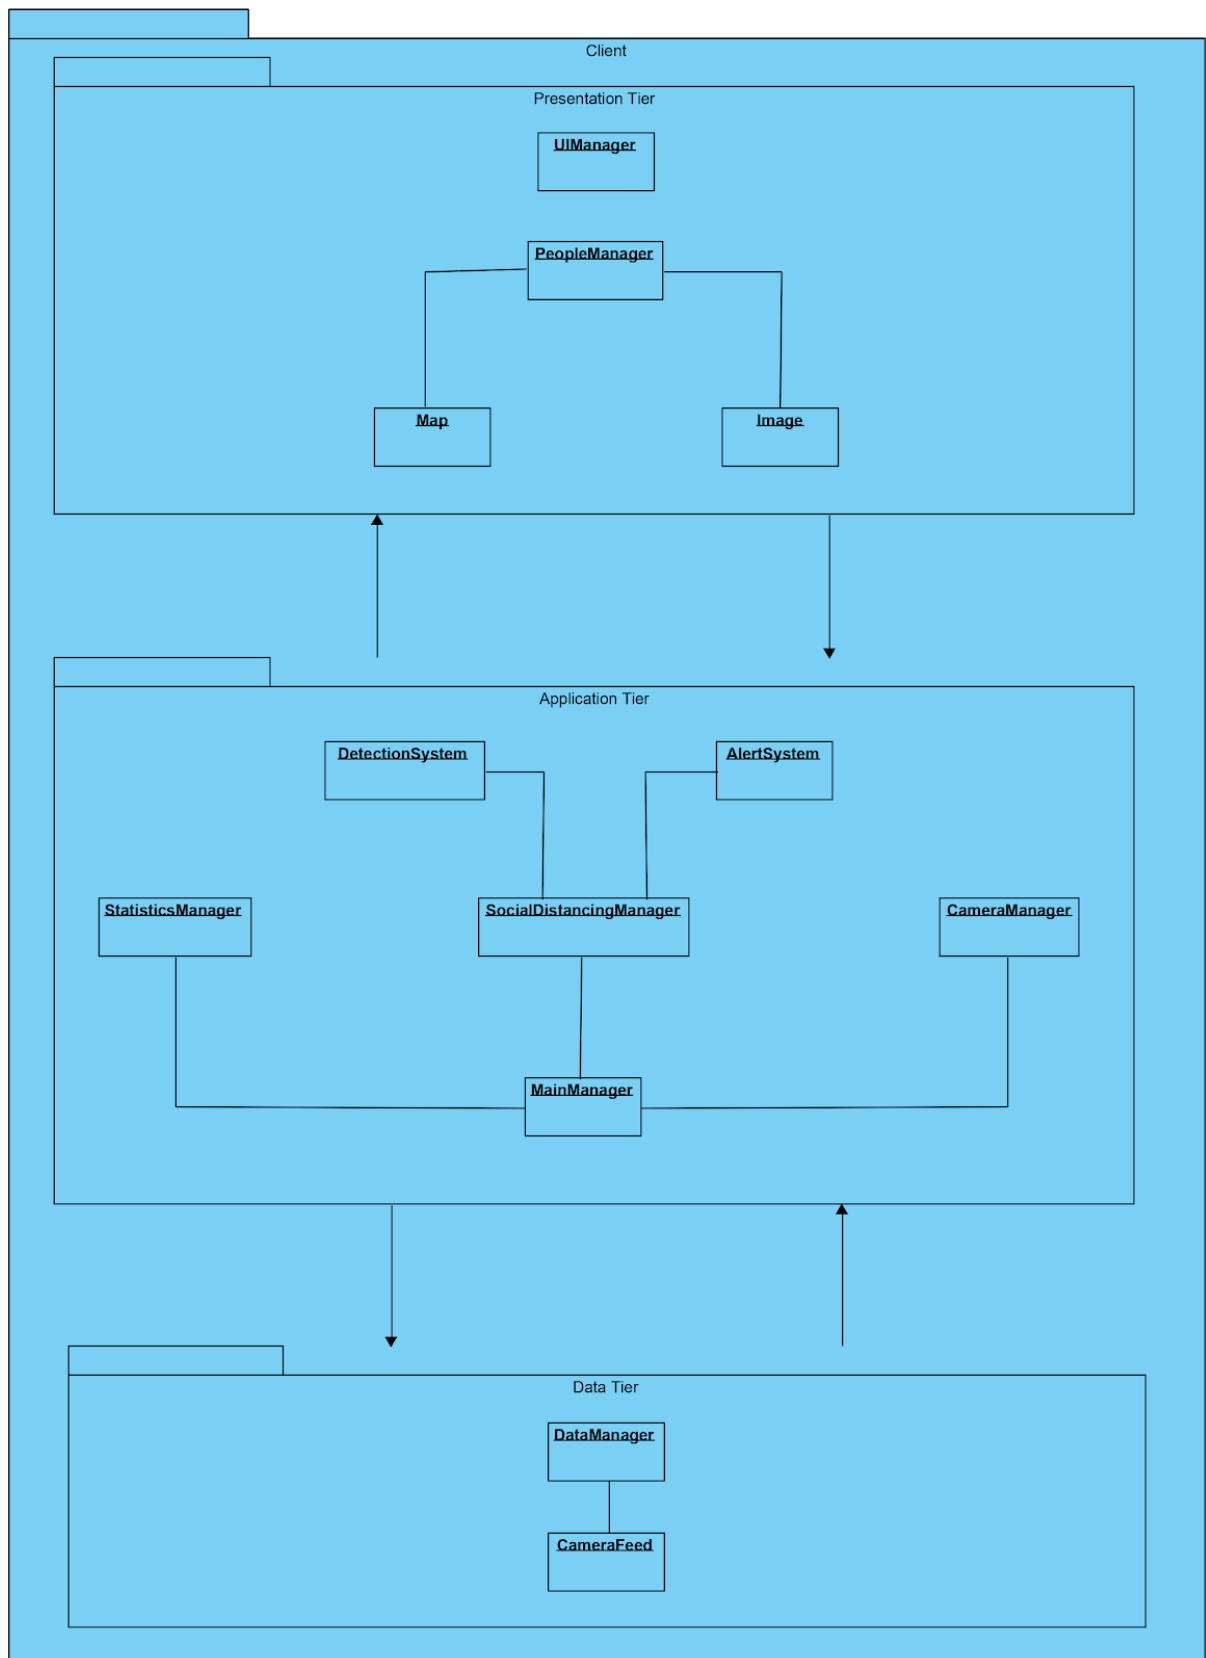 Client
Presentation Tier
UIManager
PeopleManager
Map
Image
Application Tier
DetectionSystem
AlertSystem
StatisticsManager
SocialDistancingManager
CameraManager
MainManager
Data Tier
DataManager
CameraFeed